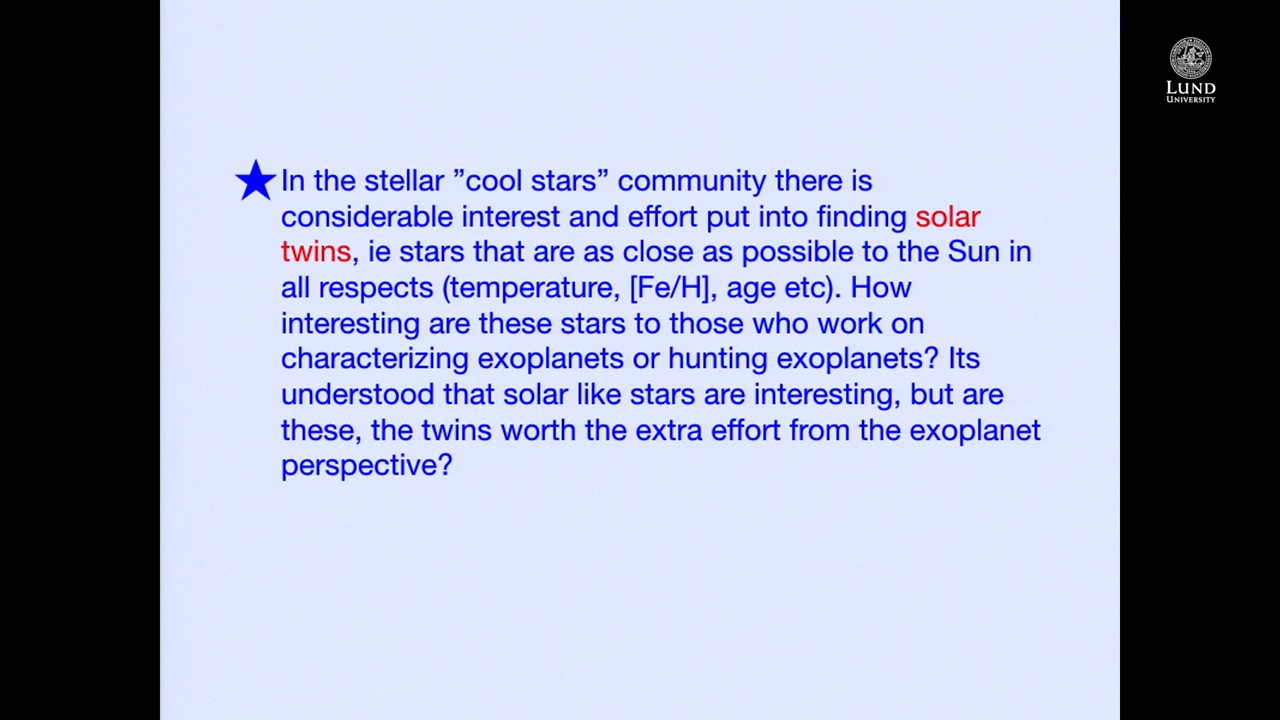 In the stellar ”cool stars” community there is
considerable interest and effort put into finding solar
twins, ie stars that are as close as possible to the Sun in
all respects (temperature, [Fe/H], age etc). How
interesting are these stars to those who work on
characterizing exoplanets or hunting exoplanets? Its
understood that solar like stars are interesting, but are
these, the twins worth the extra effort from the exoplanet
perspective?
LUND
UNIVERSITY